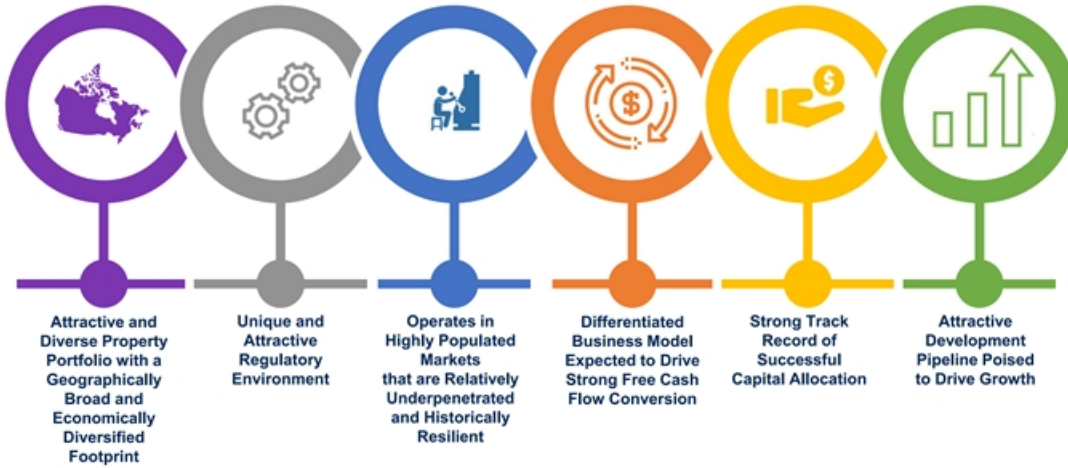 Attractive and
Diverse Property
Portfolio with a
Geographically
Broad and
Economically
Diversified
Footprint
Unique and
Attractive
Regulatory
Environment
Operates in
Highly Populated
Markets
that are Relatively
Underpenetrated
and Historically
Resilient
Differentiated
Business Model
Expected to Drive
Strong Free Cash
Flow Conversion
Strong Track
Record of
Successful
Capital Allocation
Attractive
Development
Pipeline Poised
to Drive Growth